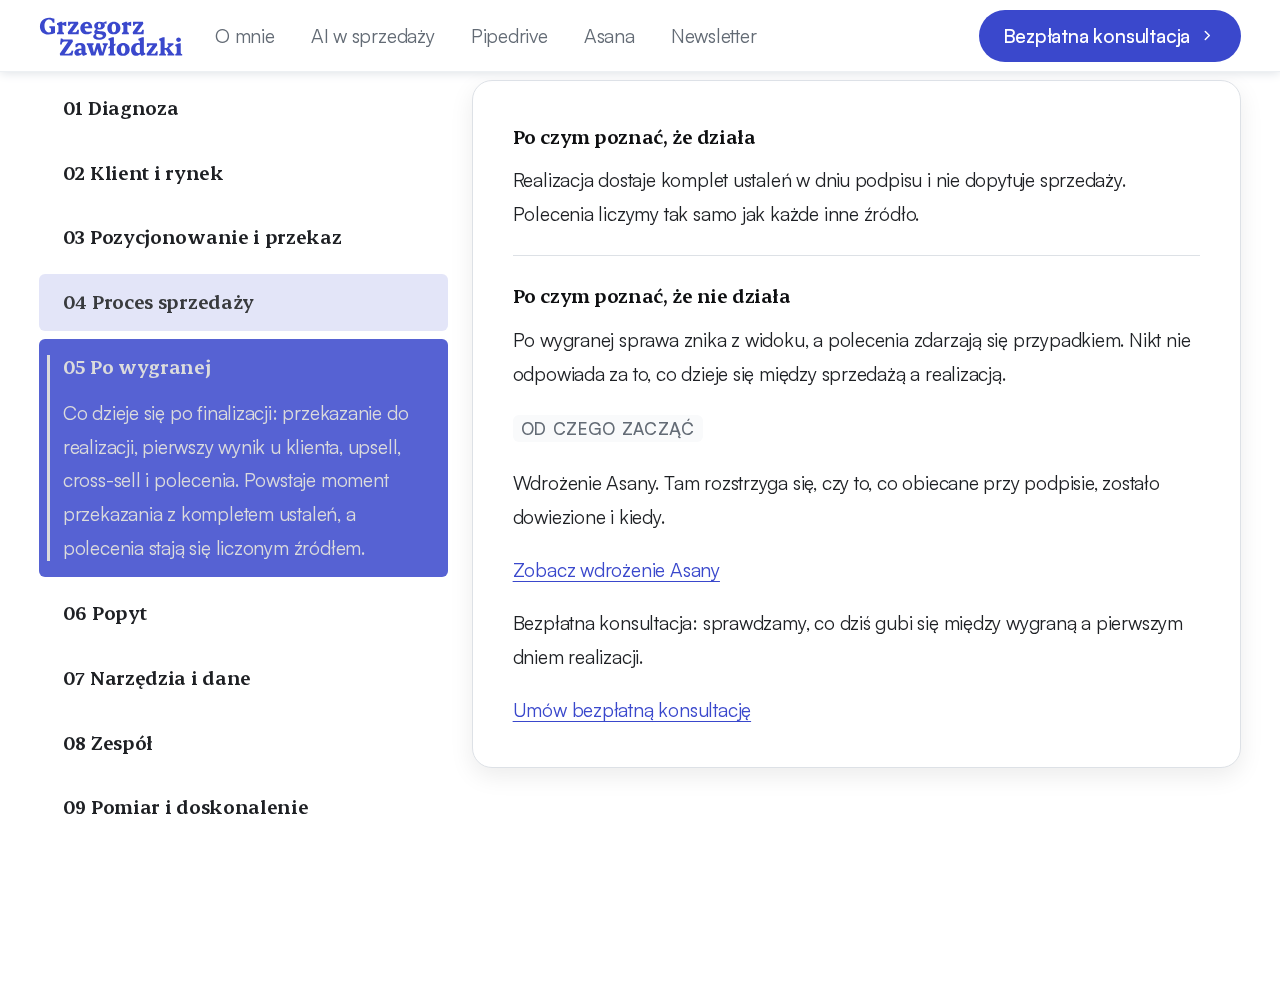 Grzegorz
Zawłodzki
O mnie
AI w sprzedaży
Pipedrive
Asana
Newsletter
Bezpłatna konsultacja
01 Diagnoza
02 Klient i rynek
03 Pozycjonowanie i przekaz
04 Proces sprzedaży
05 Po wygranej
Co dzieje się po finalizacji: przekazanie do
realizacji, pierwszy wynik u klienta, upsell,
cross-sell i polecenia. Powstaje moment
przekazania z kompletem ustaleń, a
polecenia stają się liczonym źródłem.
06 Popyt
07 Narzędzia i dane
08 Zespół
09 Pomiar i doskonalenie
Po czym poznać, że działa
Realizacja dostaje komplet ustaleń w dniu podpisu i nie dopytuje sprzedaży.
Polecenia liczymy tak samo jak każde inne źródło.
Po czym poznać, że nie działa
Po wygranej sprawa znika z widoku, a polecenia zdarzają się przypadkiem. Nikt nie
odpowiada za to, co dzieje się między sprzedażą a realizacją.
OD CZEGO ZACZĄĆ
Wdrożenie Asany. Tam rozstrzyga się, czy to, co obiecane przy podpisie, zostało
dowiezione i kiedy.
Zobacz wdrożenie Asany
Bezpłatna konsultacja: sprawdzamy, co dziś gubi się między wygraną a pierwszym
dniem realizacji.
Umów bezpłatną konsultację